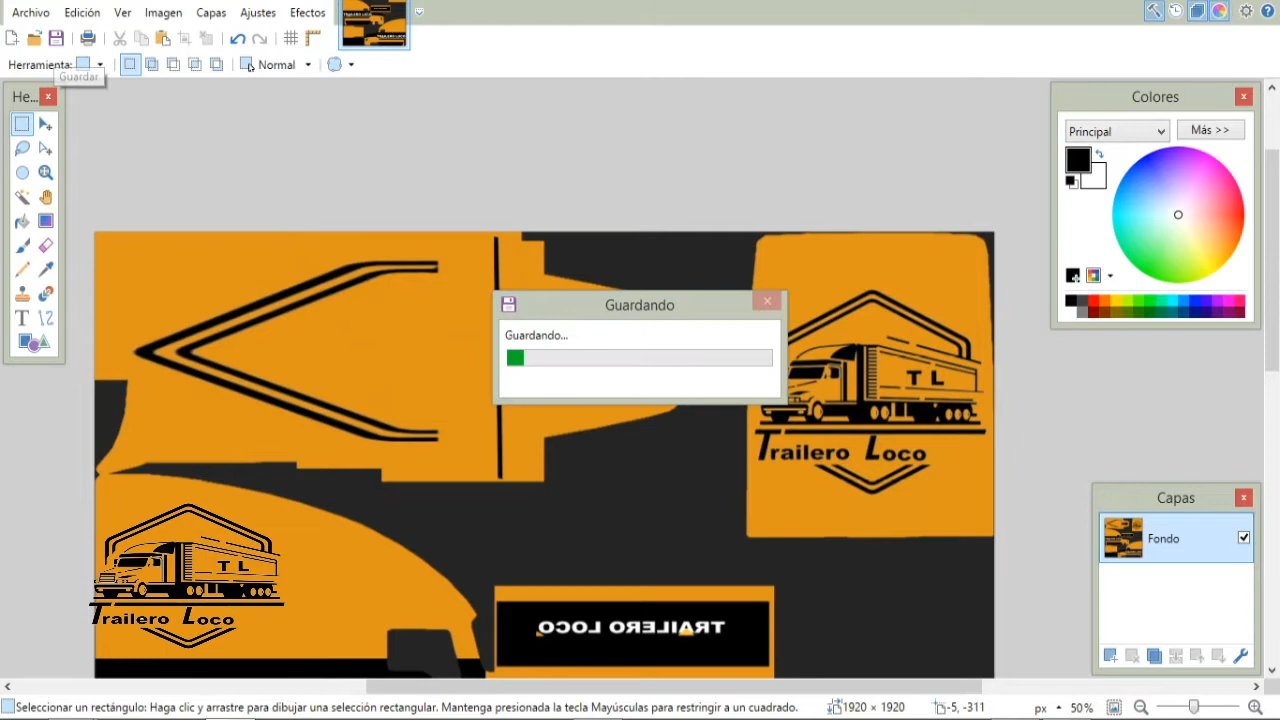 Archivo Edición Ver Imagen Capas Ajustes Efectos
Herramienta: Normal
Guardar
He...
Colores
Principal
Más >>
Guardando
Guardando...
TL
Trailero Loco
TL
Trailero Loco
TRAILERO LOCO
Capas
Fondo
Seleccionar un rectángulo: Haga clic y arrastre para dibujar una selección rectangular. Mantenga presionada la tecla Mayúsculas para restringir a un cuadrado. 1920 × 1920 -5, -311 px 50%